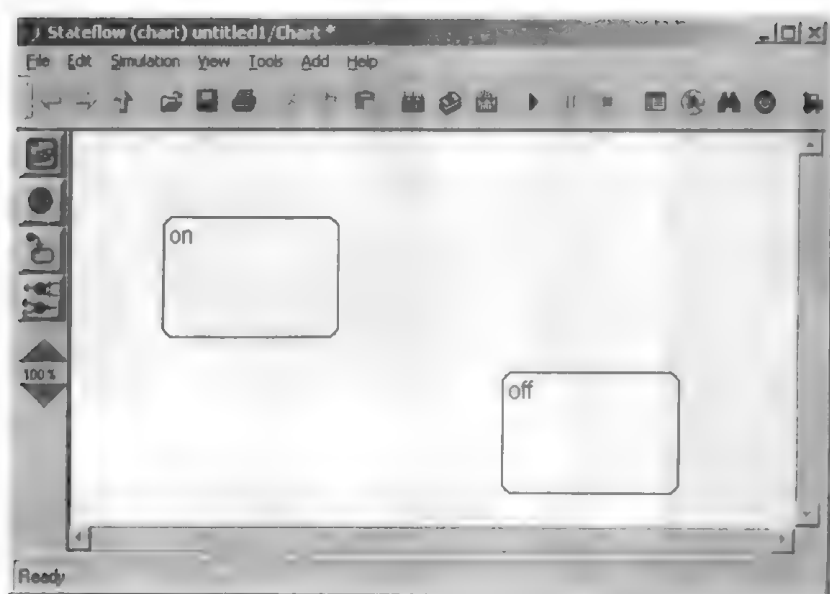 Stateflow (chart) untitled1/Chart *
File Edit Simulation View Tools Add Help
on
100%
off
Ready